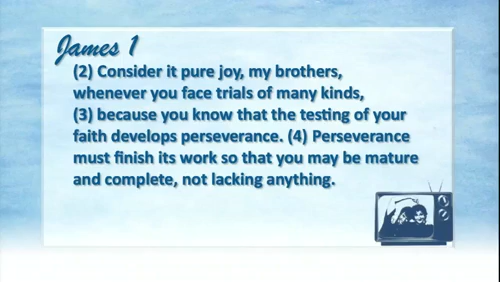 James 1
(2) Consider it pure joy, my brothers,
whenever you face trials of many kinds,
(3) because you know that the testing of your
faith develops perseverance. (4) Perseverance
must finish its work so that you may be mature
and complete, not lacking anything.